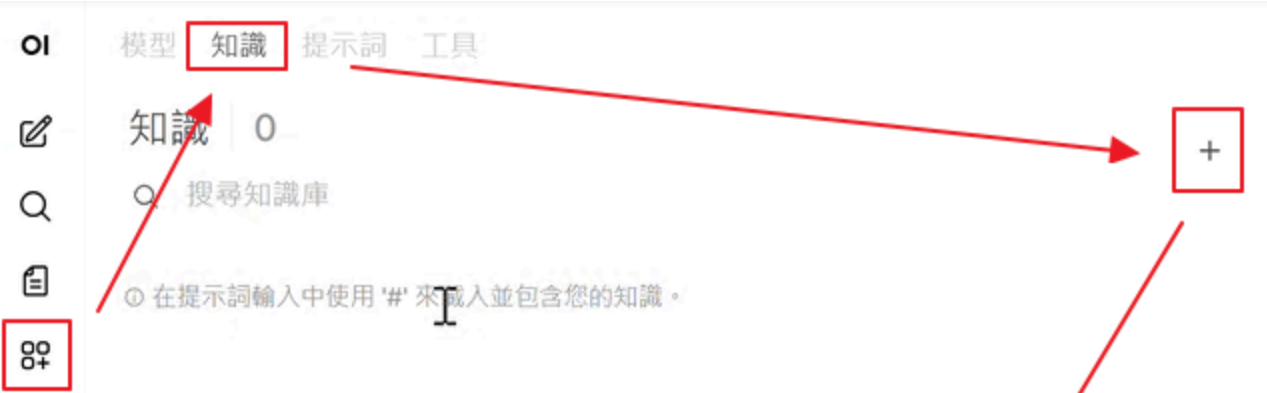 OI
模型 知識 提示詞 工具
知識 0
搜尋知識庫
在提示詞輸入中使用 '#' 來載入並包含您的知識。